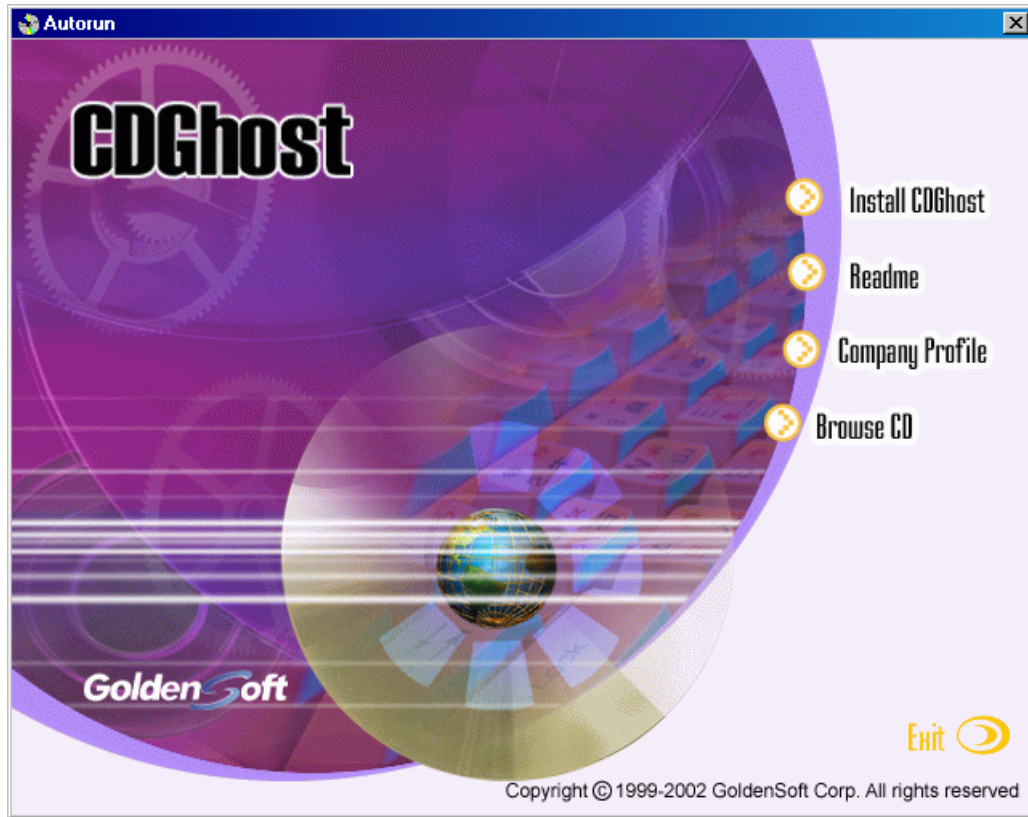 Autorun
CDGhost
Install CDGhost
Readme
Company Profile
Browse CD
GoldenSoft
Exit
Copyright © 1999-2002 GoldenSoft Corp. All rights reserved